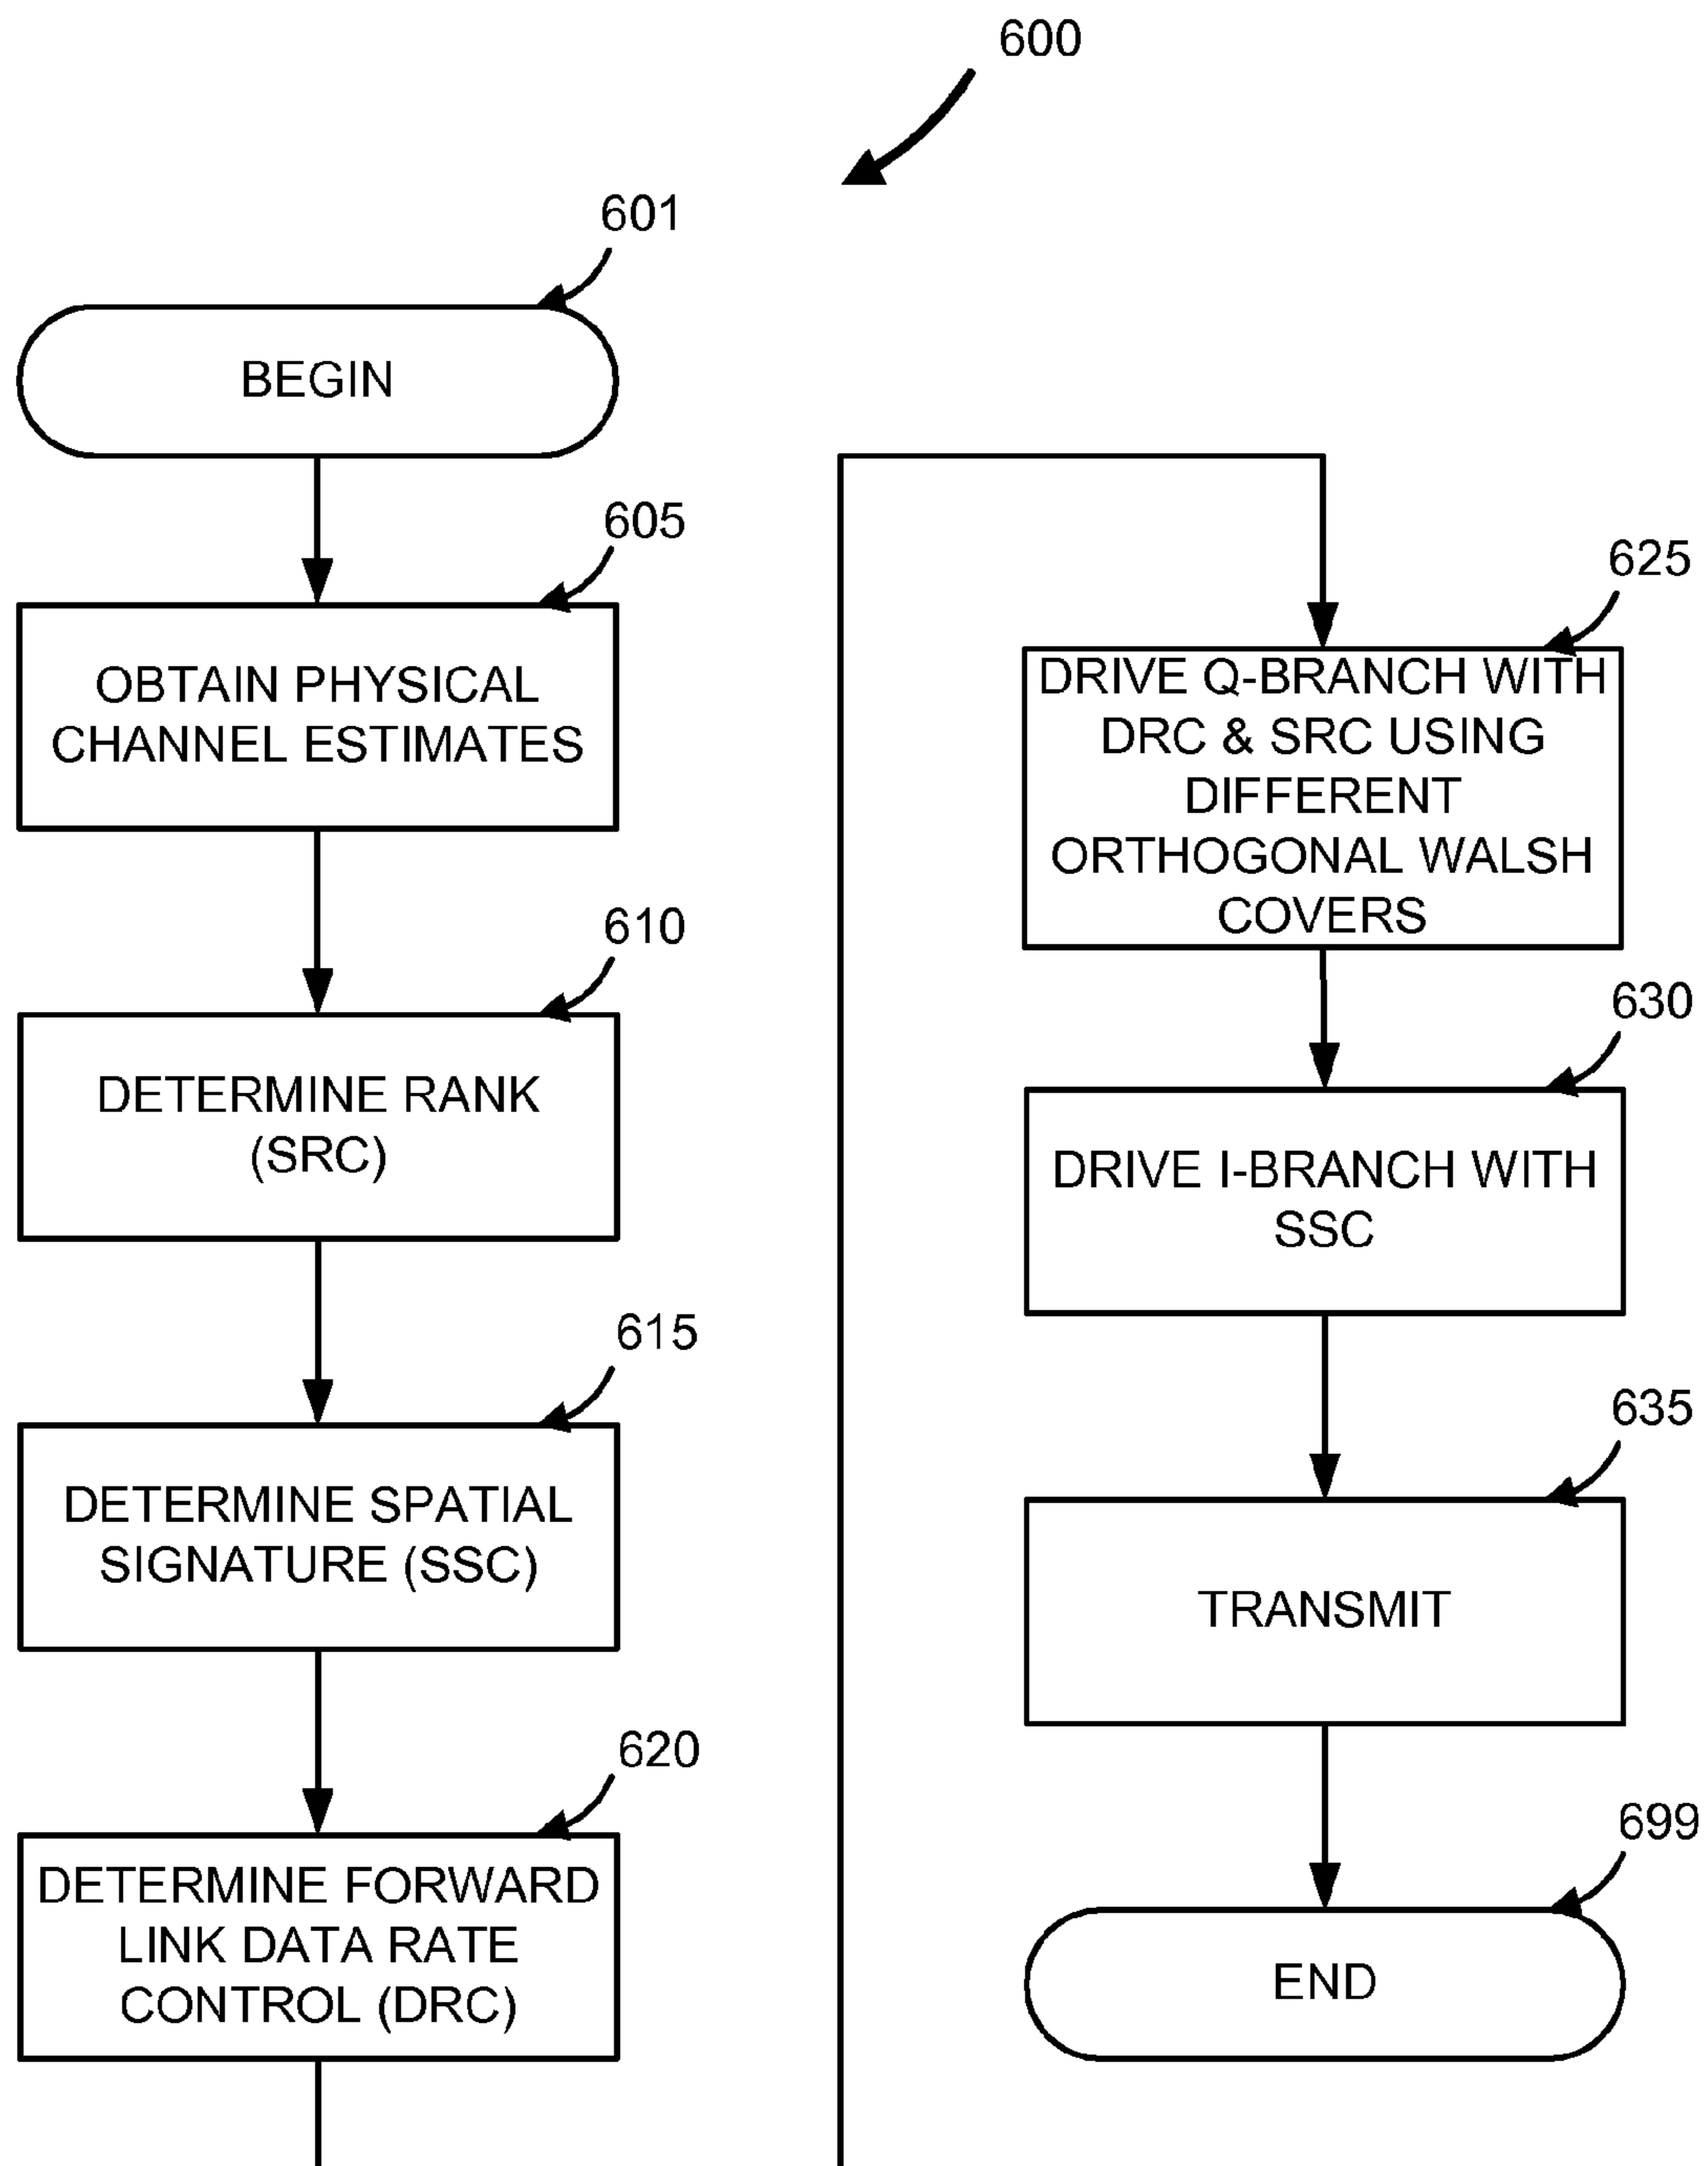 600
601
BEGIN
605
OBTAIN PHYSICAL
CHANNEL ESTIMATES
610
DETERMINE RANK
(SRC)
615
DETERMINE SPATIAL
SIGNATURE (SSC)
620
DETERMINE FORWARD
LINK DATA RATE
CONTROL (DRC)
625
DRIVE Q-BRANCH WITH
DRC & SRC USING
DIFFERENT
ORTHOGONAL WALSH
COVERS
630
DRIVE I-BRANCH WITH
SSC
635
TRANSMIT
699
END